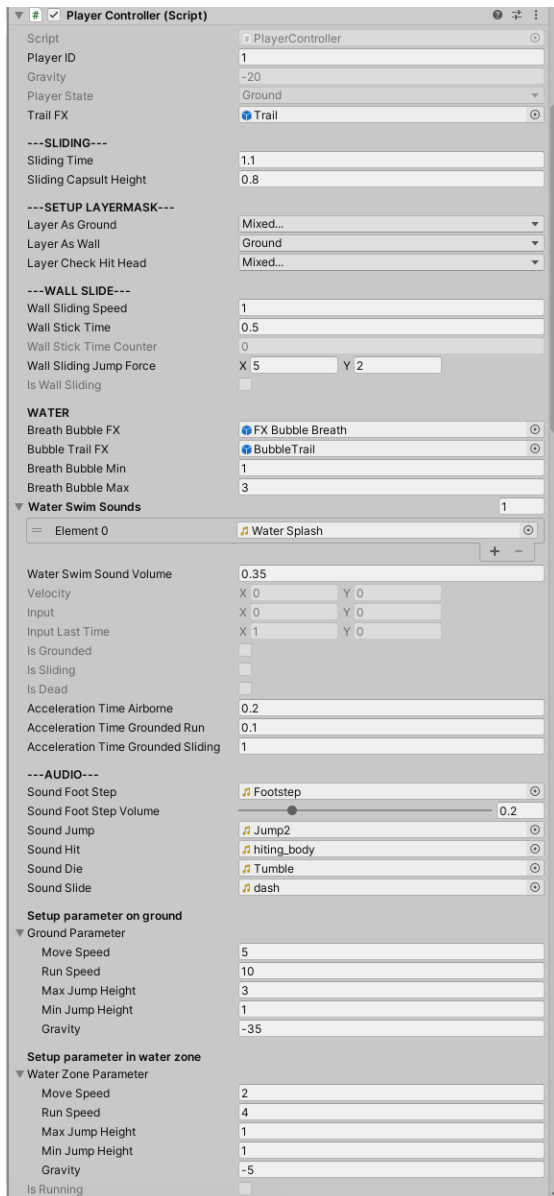 Player Controller (Script)
Script PlayerController
Player ID 1
Gravity -20
Player State Ground
Trail FX Trail
---SLIDING---
Sliding Time 1.1
Sliding Capsult Height 0.8
---SETUP LAYERMASK---
Layer As Ground Mixed...
Layer As Wall Ground
Layer Check Hit Head Mixed...
---WALL SLIDE---
Wall Sliding Speed 1
Wall Stick Time 0.5
Wall Stick Time Counter 0
Wall Sliding Jump Force X 5 Y 2
Is Wall Sliding
WATER
Breath Bubble FX FX Bubble Breath
Bubble Trail FX BubbleTrail
Breath Bubble Min 1
Breath Bubble Max 3
Water Swim Sounds 1
Element 0 Water Splash
+ -
Water Swim Sound Volume 0.35
Velocity X 0 Y 0
Input X 0 Y 0
Input Last Time X 1 Y 0
Is Grounded
Is Sliding
Is Dead
Acceleration Time Airborne 0.2
Acceleration Time Grounded Run 0.1
Acceleration Time Grounded Sliding 1
---AUDIO---
Sound Foot Step Footstep
Sound Foot Step Volume 0.2
Sound Jump Jump2
Sound Hit hiting_body
Sound Die Tumble
Sound Slide dash
Setup parameter on ground
Ground Parameter
Move Speed 5
Run Speed 10
Max Jump Height 3
Min Jump Height 1
Gravity -35
Setup parameter in water zone
Water Zone Parameter
Move Speed 2
Run Speed 4
Max Jump Height 1
Min Jump Height 1
Gravity -5
Is Running